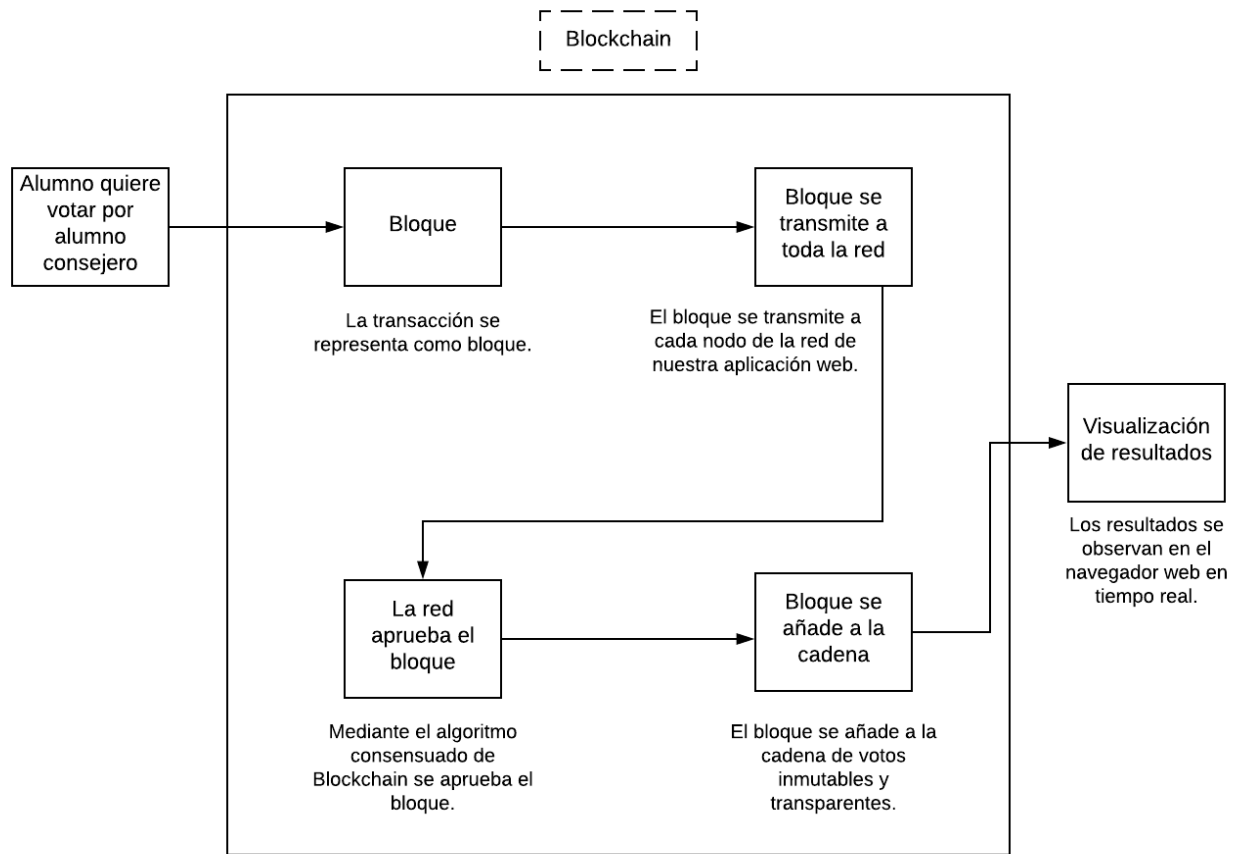 Blockchain
Alumno quiere
votar por
alumno
consejero
Bloque
La transacción se
representa como bloque.
Bloque se
transmite a
toda la red
El bloque se transmite a
cada nodo de la red de
nuestra aplicación web.
La red
aprueba el
bloque
Mediante el algoritmo
consensuado de
Blockchain se aprueba el
bloque.
Bloque se
añade a la
cadena
El bloque se añade a la
cadena de votos
inmutables y
transparentes.
Visualización
de resultados
Los resultados se
observan en el
navegador web en
tiempo real.